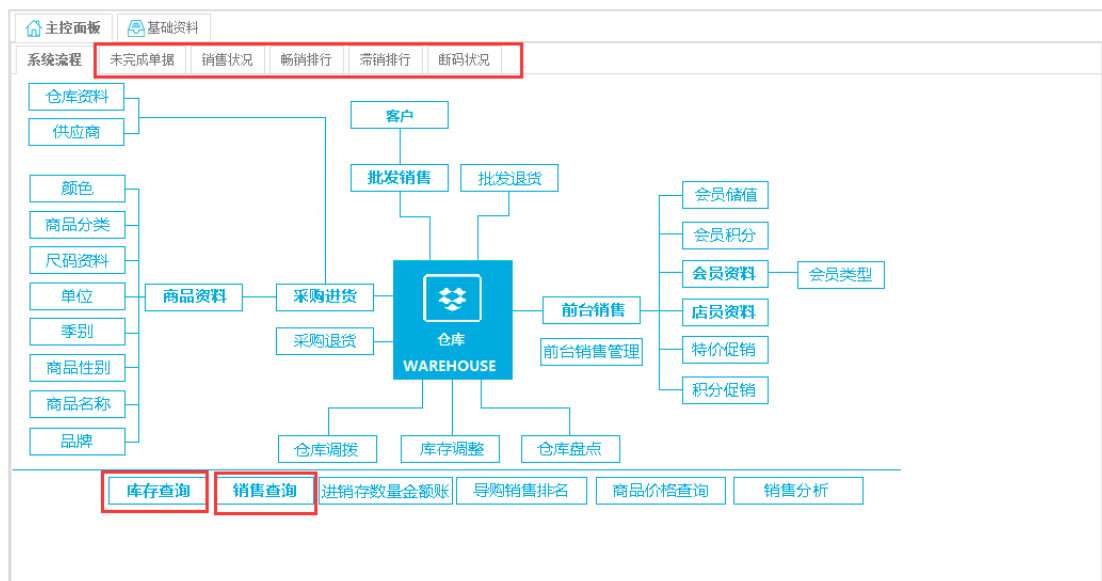 主控面板 基础资料
系统流程 未完成单据 销售状况 畅销排行 滞销排行 断码状况
仓库资料
供应商
客户
批发销售 批发退货
颜色
商品分类
尺码资料
单位
季别
商品性别
商品名称
品牌
商品资料
采购进货
采购退货
仓库
WAREHOUSE
前台销售
前台销售管理
会员储值
会员积分
会员资料 会员类型
店员资料
特价促销
积分促销
仓库调拨 库存调整 仓库盘点
库存查询 销售查询 进销存数量金额账 导购销售排名 商品价格查询 销售分析